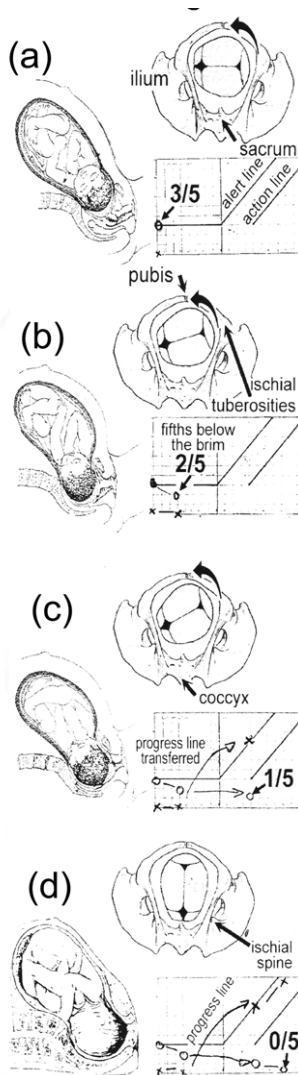 (a)
ilium
sacrum
3/5
alert line
action line
pubis
(b)
ischial
tuberosities
fifths below
the brim
2/5
(c)
coccyx
progress line
transferred
1/5
(d)
ischial
spine
progress line
0/5